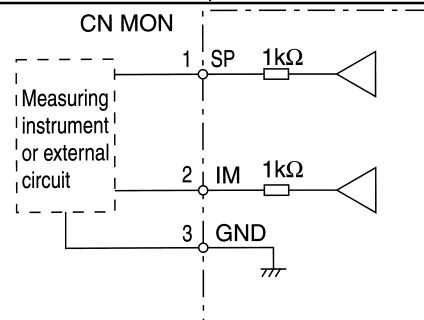 CN MON
1 SP 1kΩ
Measuring
instrument
or external
circuit
2 IM 1kΩ
3 GND